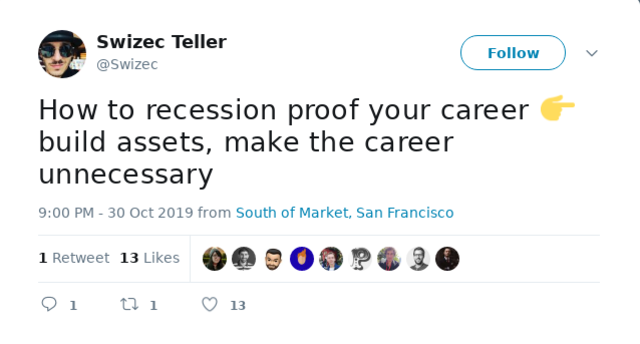 Swizec Teller
@Swizec
Follow
How to recession proof your career 👉
build assets, make the career
unnecessary
9:00 PM - 30 Oct 2019 from South of Market, San Francisco
1 Retweet 13 Likes
1 1 13